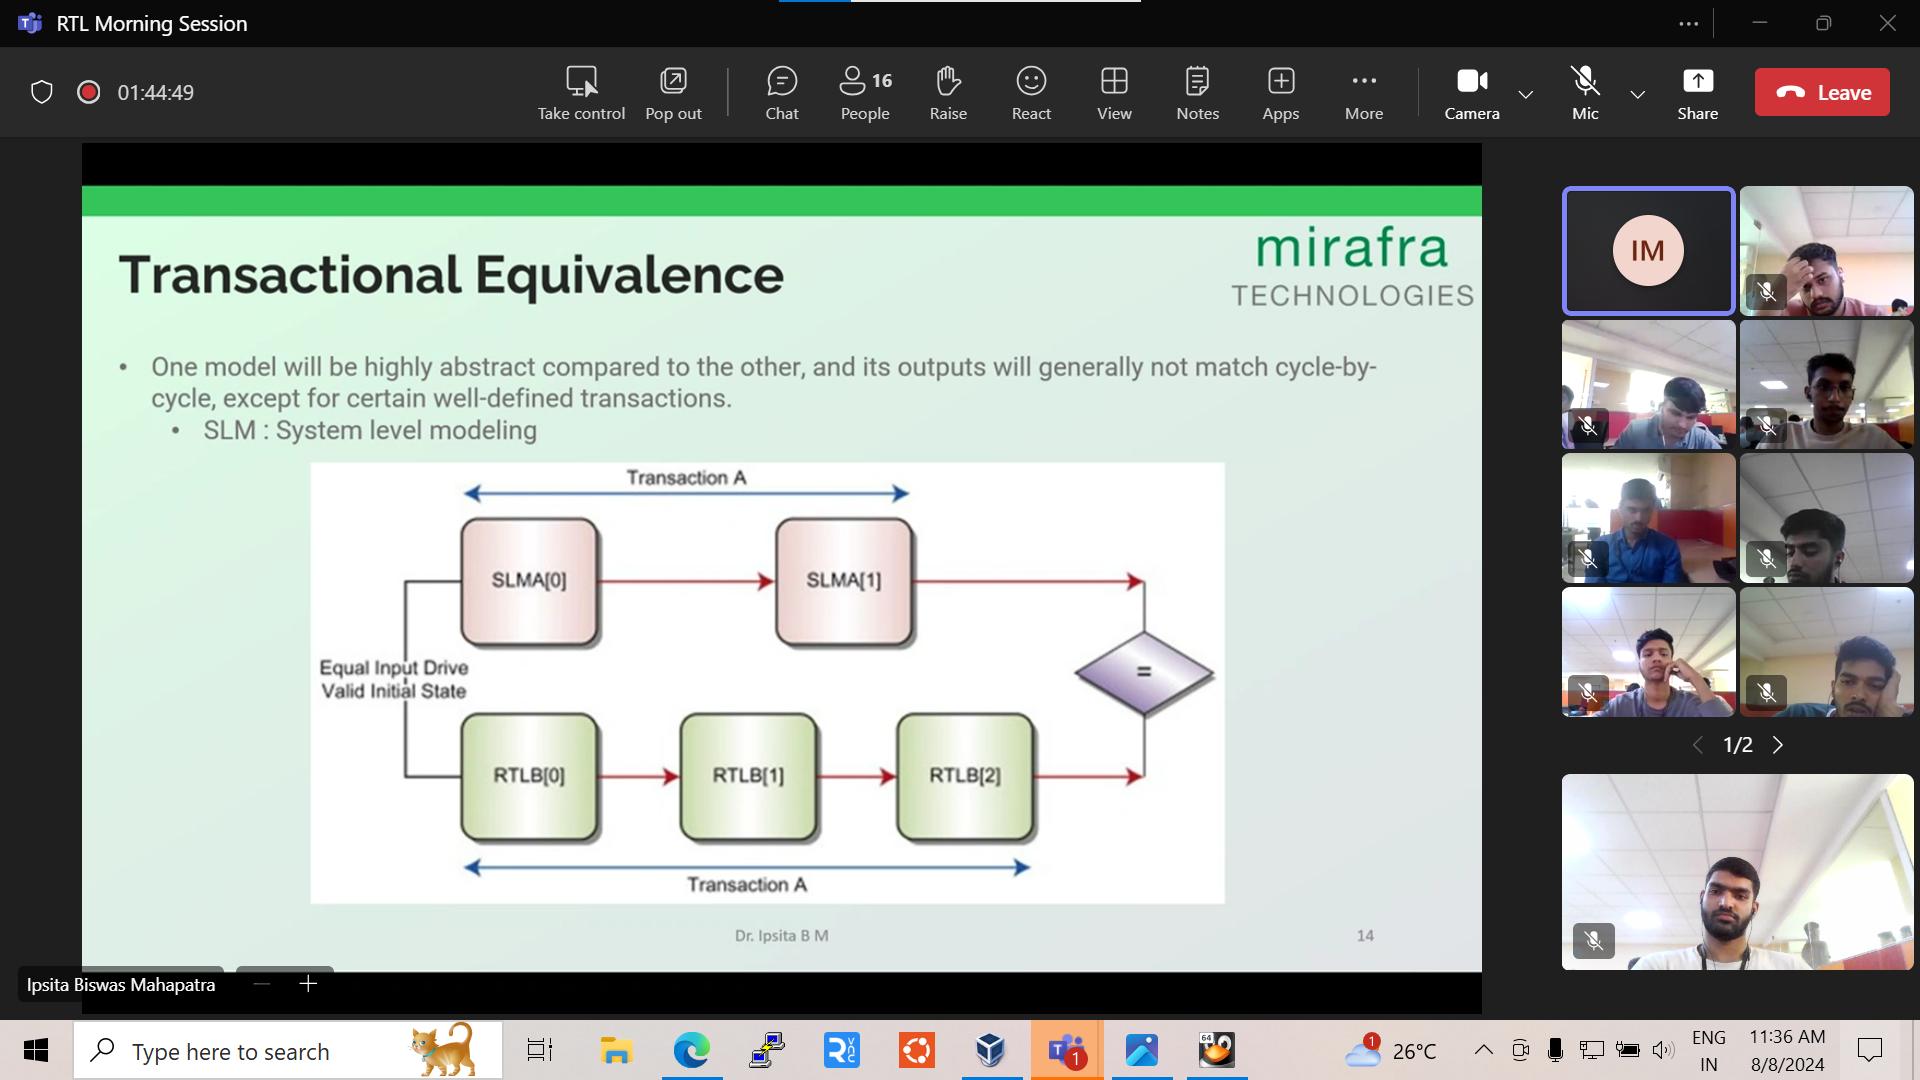 RTL Morning Session
01:44:49
Take control
Pop out
Chat
16
People
Raise
React
View
Notes
Apps
More
Camera
Mic
Share
Leave
mirafra
TECHNOLOGIES
Transactional Equivalence
• One model will be highly abstract compared to the other, and its outputs will generally not match cycle-by-
cycle, except for certain well-defined transactions.
• SLM : System level modeling
Transaction A
SLMA[0]
SLMA[1]
Equal Input Drive
Valid Initial State
=
RTLB[0]
RTLB[1]
RTLB[2]
Transaction A
Dr. Ipsita B M
14
Ipsita Biswas Mahapatra
IM
1/2
Type here to search
64
1
1
26°C
ENG
IN
11:36 AM
8/8/2024